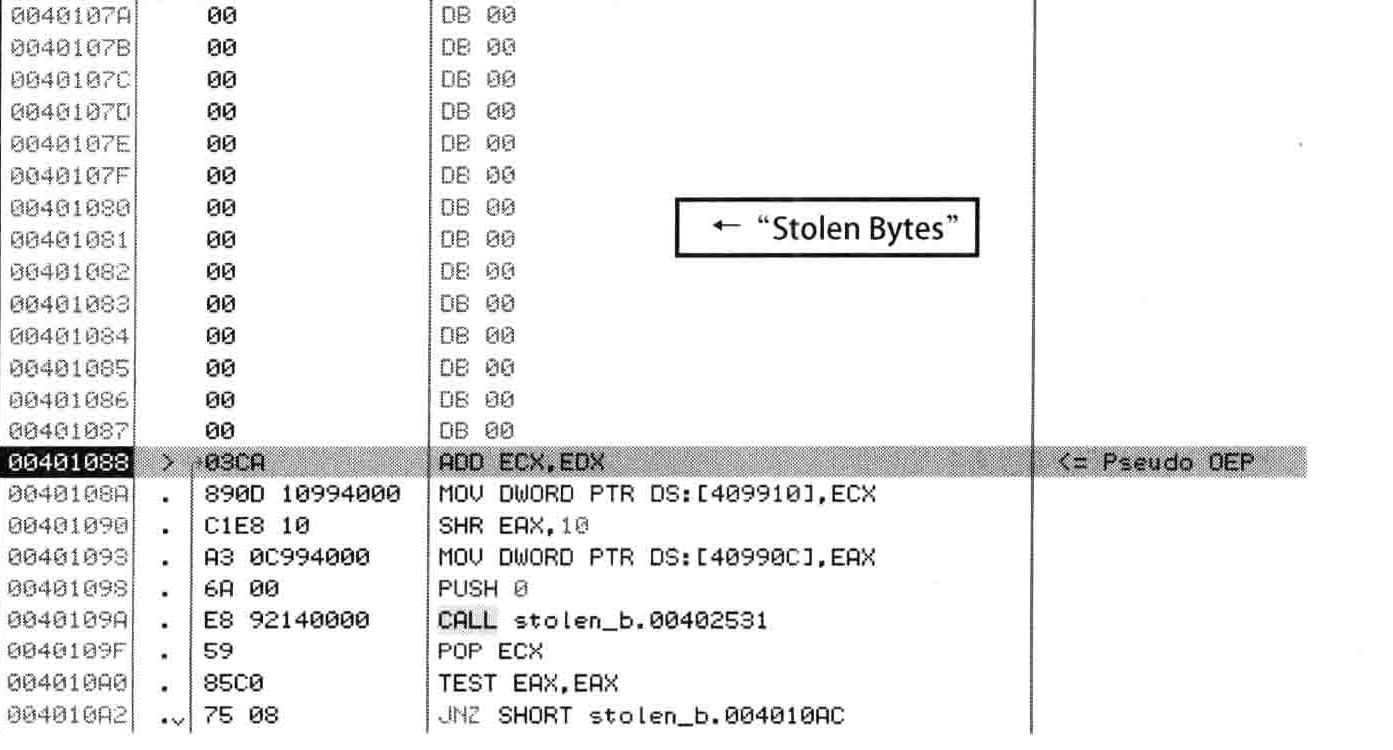 0040107A 00 DB 00
0040107B 00 DB 00
0040107C 00 DB 00
0040107D 00 DB 00
0040107E 00 DB 00
0040107F 00 DB 00
00401080 00 DB 00
00401081 00 DB 00
← “Stolen Bytes”
00401082 00 DB 00
00401083 00 DB 00
00401084 00 DB 00
00401085 00 DB 00
00401086 00 DB 00
00401087 00 DB 00
00401088 > 03CA ADD ECX,EDX <= Pseudo OEP
0040108A . 890D 10994000 MOV DWORD PTR DS:[409910],ECX
00401090 . C1E8 10 SHR EAX,10
00401093 . A3 0C994000 MOV DWORD PTR DS:[40990C],EAX
00401098 . 6A 00 PUSH 0
0040109A . E8 92140000 CALL stolen_b.00402531
0040109F . 59 POP ECX
004010A0 . 85C0 TEST EAX,EAX
004010A2 .v 75 08 JNZ SHORT stolen_b.004010AC